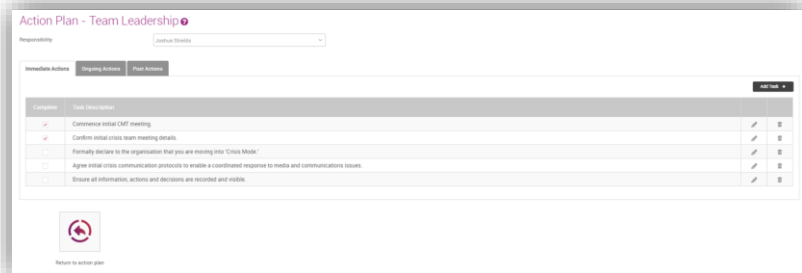 Action Plan - Team Leadership
Responsibility
Joshua Shields
Immediate Actions Ongoing Actions Post Actions
Add Task +
Complete Task Description
Commence initial CMT meeting.
Confirm initial crisis team meeting details.
Formally declare to the organisation that you are moving into 'Crisis Mode.'
Agree initial crisis communication protocols to enable a coordinated response to media and communications issues.
Ensure all information, actions and decisions are recorded and visible.
Return to action plan